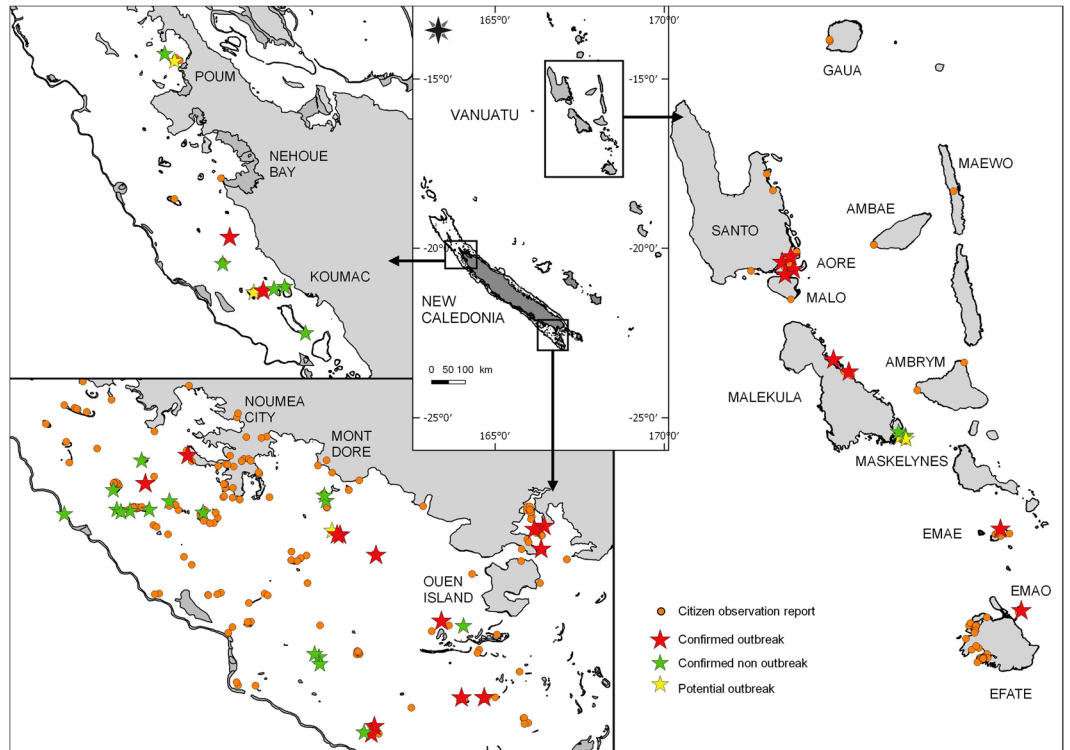 165°0'
170°0'
-15°0'
-15°0'
-20°0'
-20°0'
-25°0'
-25°0'
165°0'
170°0'
VANUATU
NEW
CALEDONIA
0 50 100 km
POUM
NEHOUE
BAY
KOUMAC
NOUMEA
CITY
MONT
DORE
OUEN
ISLAND
GAUA
MAEWO
AMBAE
SANTO
AORE
MALO
AMBRYM
MALEKULA
MASKELYNES
EMAE
EMAO
EFATE
Citizen observation report
Confirmed outbreak
Confirmed non outbreak
Potential outbreak